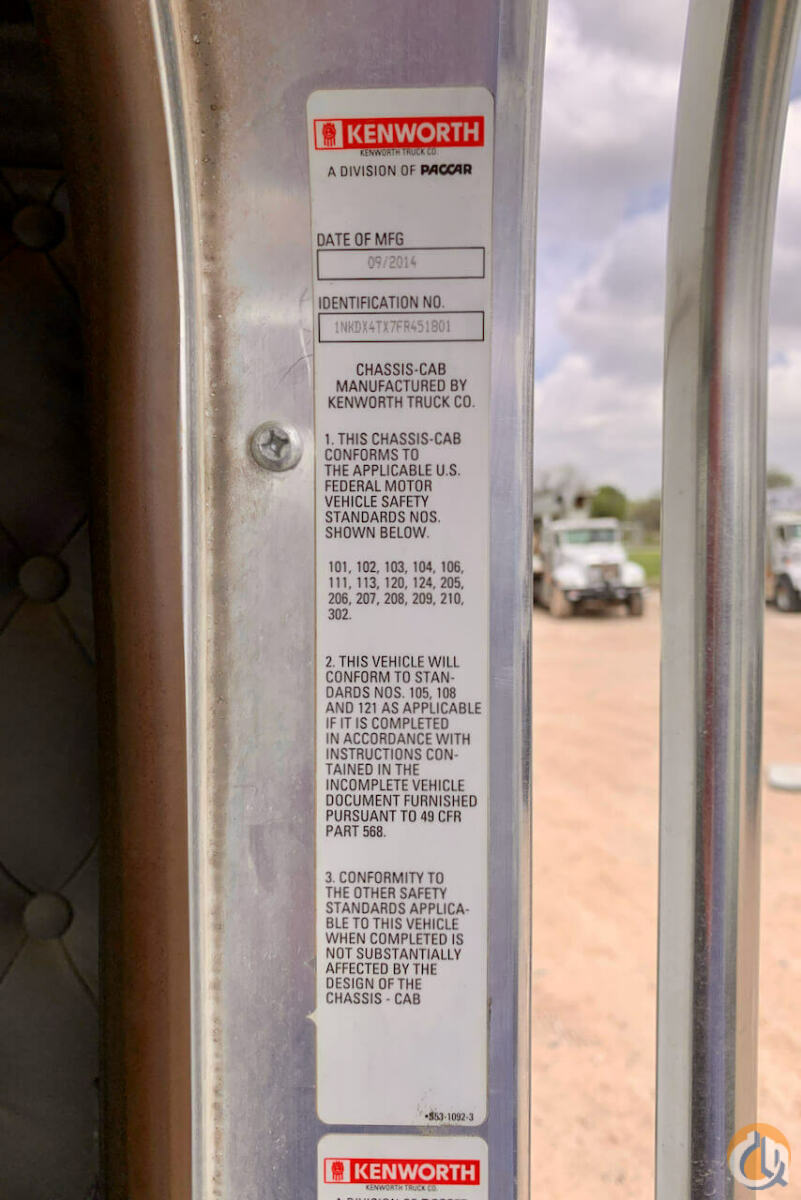 KENWORTH
KENWORTH TRUCK CO.
A DIVISION OF PACCAR
DATE OF MFG
09/2014
IDENTIFICATION NO.
1NKDX4TX7FR451801
CHASSIS-CAB
MANUFACTURED BY
KENWORTH TRUCK CO.
1. THIS CHASSIS-CAB
CONFORMS TO
THE APPLICABLE U.S.
FEDERAL MOTOR
VEHICLE SAFETY
STANDARDS NOS.
SHOWN BELOW.
101, 102, 103, 104, 106,
111, 113, 120, 124, 205,
206, 207, 208, 209, 210,
302.
2. THIS VEHICLE WILL
CONFORM TO STAN-
DARDS NOS. 105, 108
AND 121 AS APPLICABLE
IF IT IS COMPLETED
IN ACCORDANCE WITH
INSTRUCTIONS CON-
TAINED IN THE
INCOMPLETE VEHICLE
DOCUMENT FURNISHED
PURSUANT TO 49 CFR
PART 568.
3. CONFORMITY TO
THE OTHER SAFETY
STANDARDS APPLICA-
BLE TO THIS VEHICLE
WHEN COMPLETED IS
NOT SUBSTANTIALLY
AFFECTED BY THE
DESIGN OF THE
CHASSIS - CAB
•S53-1092-3
KENWORTH
KENWORTH TRUCK CO.
A DIVISION OF PACCAR